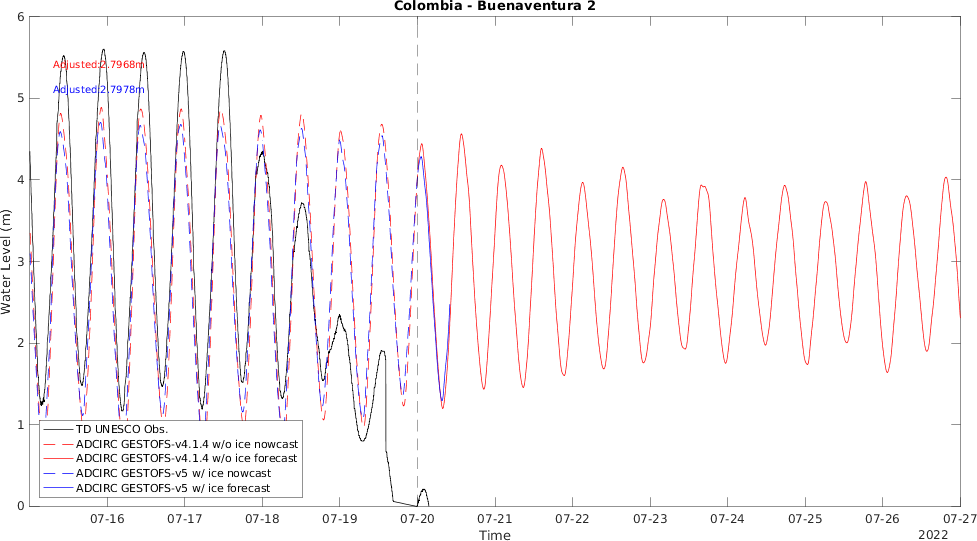 Colombia - Buenaventura 2
6
5
4
3
2
1
0
Water Level (m)
Adjusted:2.7968m
Adjusted:2.7978m
TD UNESCO Obs.
ADCIRC GESTOFS-v4.1.4 w/o ice nowcast
ADCIRC GESTOFS-v4.1.4 w/o ice forecast
ADCIRC GESTOFS-v5 w/ ice nowcast
ADCIRC GESTOFS-v5 w/ ice forecast
07-16 07-17 07-18 07-19 07-20 07-21 07-22 07-23 07-24 07-25 07-26 07-27
Time
2022